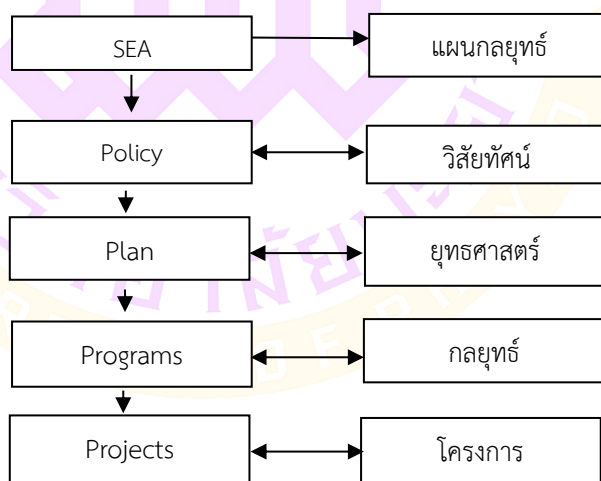 SEA
แผนกลยุทธ์
Policy
วิสัยทัศน์
Plan
ยุทธศาสตร์
Programs
กลยุทธ์
Projects
โครงการ